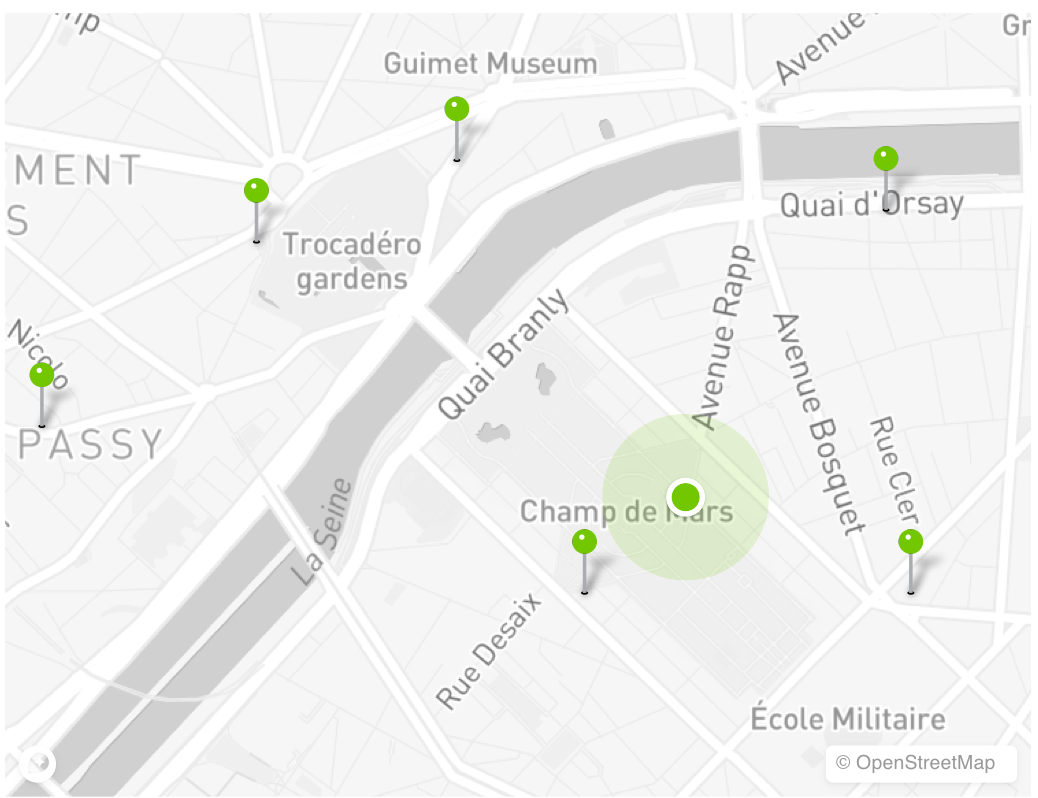 Guimet Museum
Avenue
MENT
S
Quai d'Orsay
Trocadéro
gardens
Avenue Rapp
Quai Branly
Nicolo
Avenue Bosquet
PASSY
Rue Cler
La Seine
Champ de Mars
Rue Desaix
École Militaire
© OpenStreetMap